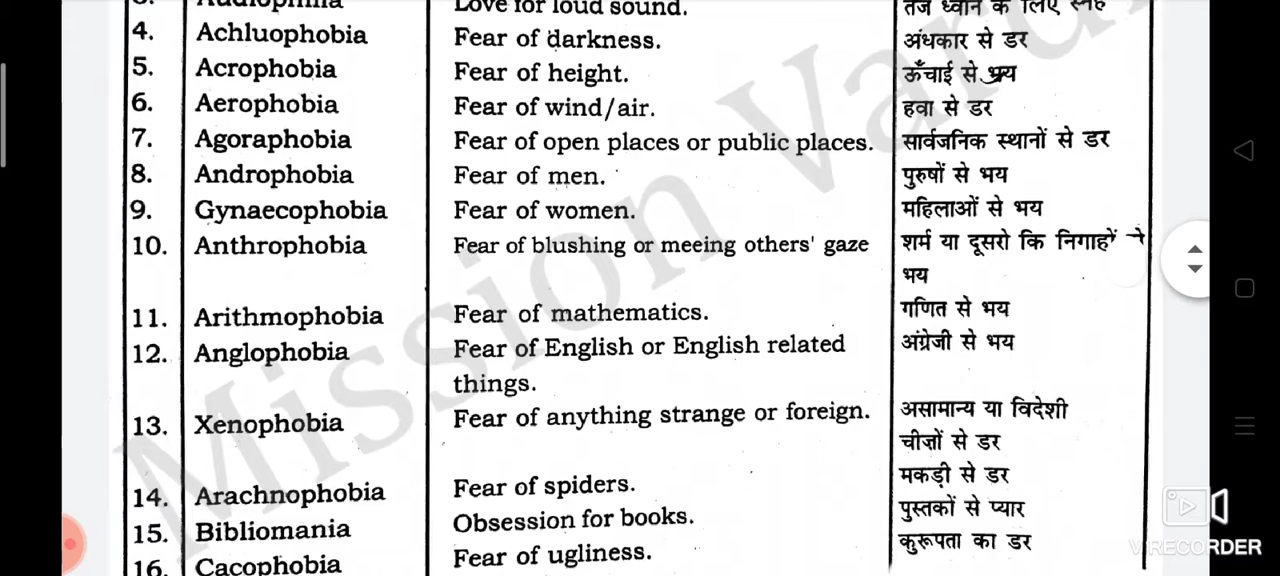 Audiophilia Love for loud sound. तेज ध्वनि के लिए स्नेह
4. Achluophobia Fear of darkness. अंधकार से डर
5. Acrophobia Fear of height. ऊँचाई से भय
6. Aerophobia Fear of wind/air. हवा से डर
7. Agoraphobia Fear of open places or public places. सार्वजनिक स्थानों से डर
8. Androphobia Fear of men. पुरुषों से भय
9. Gynaecophobia Fear of women. महिलाओं से भय
10. Anthrophobia Fear of blushing or meeing others' gaze शर्म या दूसरो कि निगाहों
भय
11. Arithmophobia Fear of mathematics. गणित से भय
12. Anglophobia Fear of English or English related अंग्रेजी से भय
things.
13. Xenophobia Fear of anything strange or foreign. असामान्य या विदेशी
चीज़ों से डर
14. Arachnophobia Fear of spiders. मकड़ी से डर
15. Bibliomania Obsession for books. पुस्तकों से प्यार
16. Cacophobia Fear of ugliness. कुरूपता का डर
Mission Vard
RECORDER